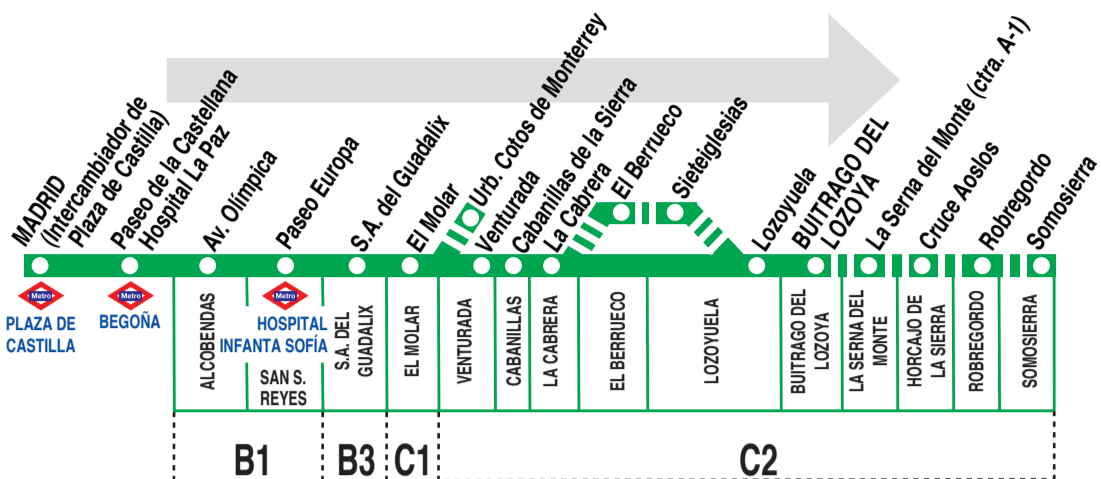 MADRID
(Intercambiador de
Plaza de Castilla)
Paseo de la Castellana
Hospital La Paz
Av. Olímpica
Paseo Europa
S.A. del Guadalix
El Molar
Urb. Cotos de Monterrey
Venturada
Cabanillas de la Sierra
La Cabrera
El Berrueco
Sieteiglesias
Lozoyuela
BUITRAGO DEL
LOZOYA
La Serna del Monte (ctra. A-1)
Cruce Aoslos
Robregordo
Somosierra
Metro
PLAZA DE
CASTILLA
Metro
BEGOÑA
Metro
HOSPITAL
INFANTA SOFÍA
ALCOBENDAS
SAN S.
REYES
S.A. DEL
GUADALIX
EL MOLAR
VENTURADA
CABANILLAS
LA CABRERA
EL BERRUECO
LOZOYUELA
BUITRAGO DEL
LOZOYA
LA SERNA DEL
MONTE
HORCAJO DE
LA SIERRA
ROBREGORDO
SOMOSIERRA
B1
B3
C1
C2